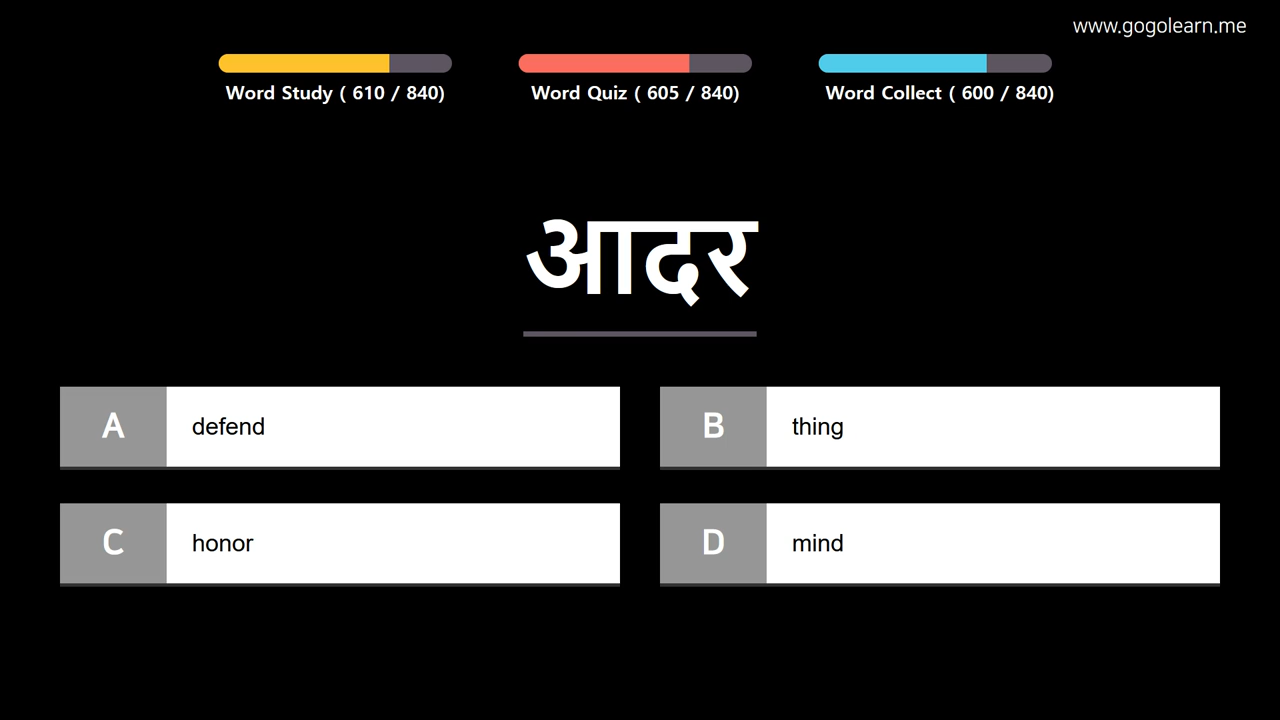 www.gogolearn.me
Word Study ( 610 / 840)
Word Quiz ( 605 / 840)
Word Collect ( 600 / 840)
आदर
A defend
B thing
C honor
D mind